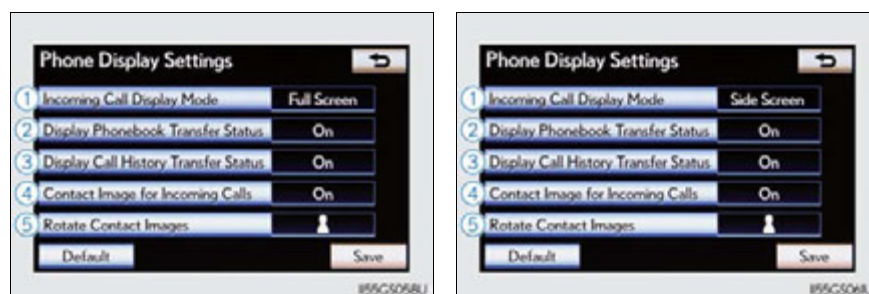 Phone Display Settings
1 Incoming Call Display Mode Full Screen
2 Display Phonebook Transfer Status On
3 Display Call History Transfer Status On
4 Contact Image for Incoming Calls On
5 Rotate Contact Images
Default Save
II55GS058U
Phone Display Settings
1 Incoming Call Display Mode Side Screen
2 Display Phonebook Transfer Status On
3 Display Call History Transfer Status On
4 Contact Image for Incoming Calls On
5 Rotate Contact Images
Default Save